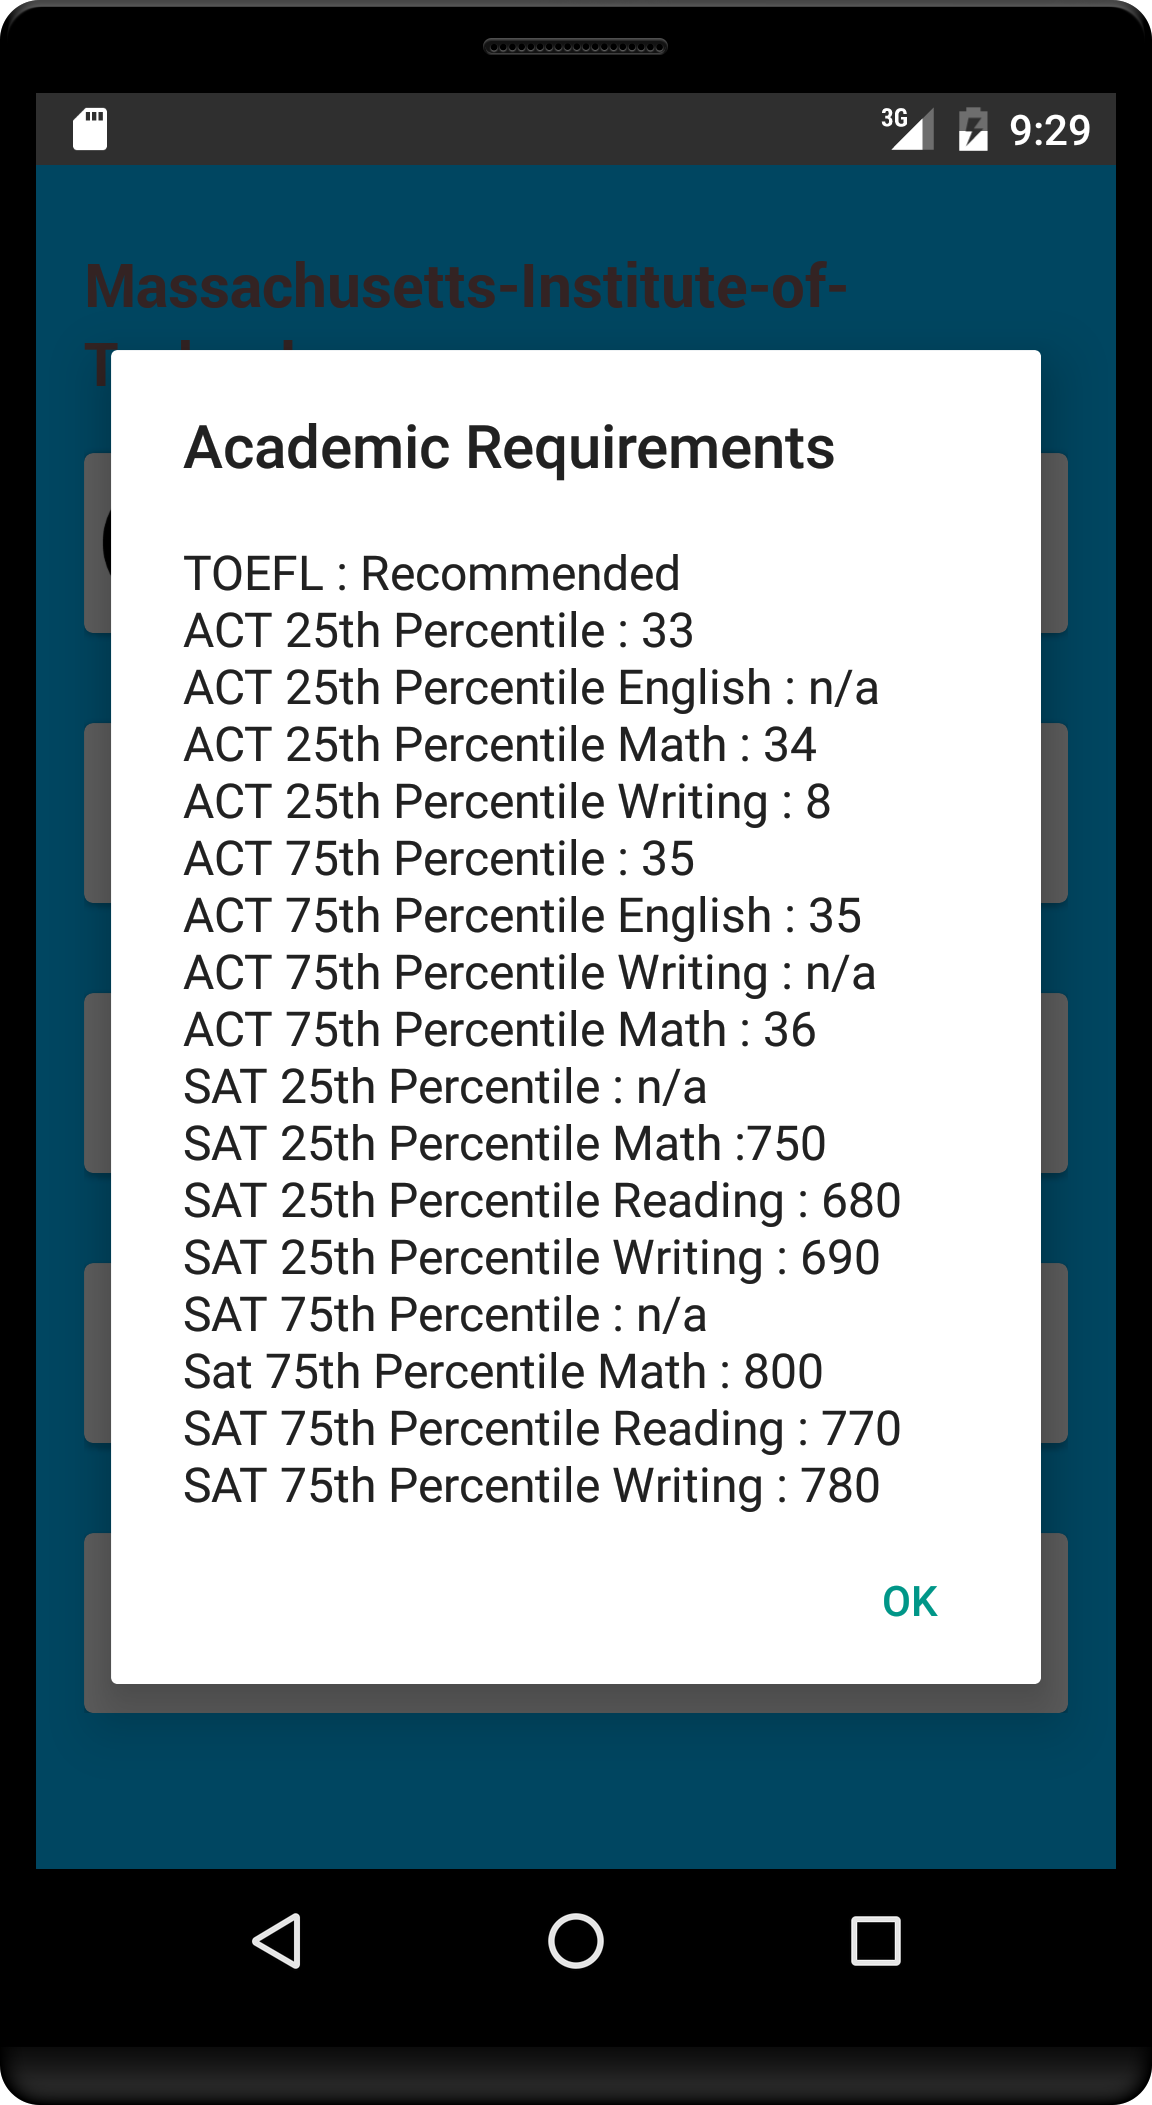 3G 9:29
Massachusetts-Institute-of-
Academic Requirements
TOEFL : Recommended
ACT 25th Percentile : 33
ACT 25th Percentile English : n/a
ACT 25th Percentile Math : 34
ACT 25th Percentile Writing : 8
ACT 75th Percentile : 35
ACT 75th Percentile English : 35
ACT 75th Percentile Writing : n/a
ACT 75th Percentile Math : 36
SAT 25th Percentile : n/a
SAT 25th Percentile Math :750
SAT 25th Percentile Reading : 680
SAT 25th Percentile Writing : 690
SAT 75th Percentile : n/a
Sat 75th Percentile Math : 800
SAT 75th Percentile Reading : 770
SAT 75th Percentile Writing : 780
OK